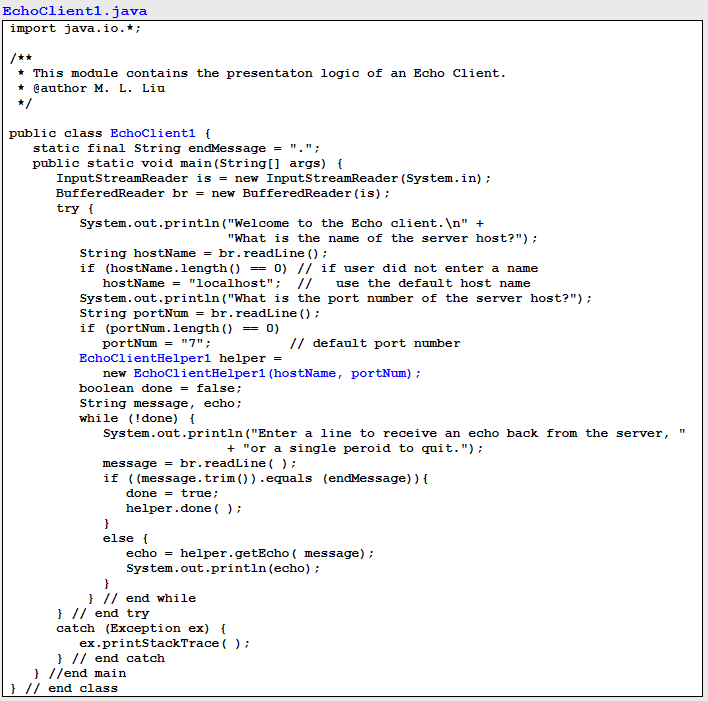 EchoClient1.java
import java.io.*;
/**
* This module contains the presentaton logic of an Echo Client.
* @author M. L. Liu
*/
public class EchoClient1 {
static final String endMessage = ".";
public static void main(String[] args) {
InputStreamReader is = new InputStreamReader(System.in);
BufferedReader br = new BufferedReader(is);
try {
System.out.println("Welcome to the Echo client.\n" +
"What is the name of the server host?");
String hostName = br.readLine();
if (hostName.length() == 0) // if user did not enter a name
hostName = "localhost"; // use the default host name
System.out.println("What is the port number of the server host?");
String portNum = br.readLine();
if (portNum.length() == 0)
portNum = "7"; // default port number
EchoClientHelper1 helper =
new EchoClientHelper1(hostName, portNum);
boolean done = false;
String message, echo;
while (!done) {
System.out.println("Enter a line to receive an echo back from the server, "
+ "or a single peroid to quit.");
message = br.readLine( );
if ((message.trim()).equals (endMessage)){
done = true;
helper.done( );
}
else {
echo = helper.getEcho( message);
System.out.println(echo);
}
} // end while
} // end try
catch (Exception ex) {
ex.printStackTrace( );
} // end catch
} //end main
} // end class